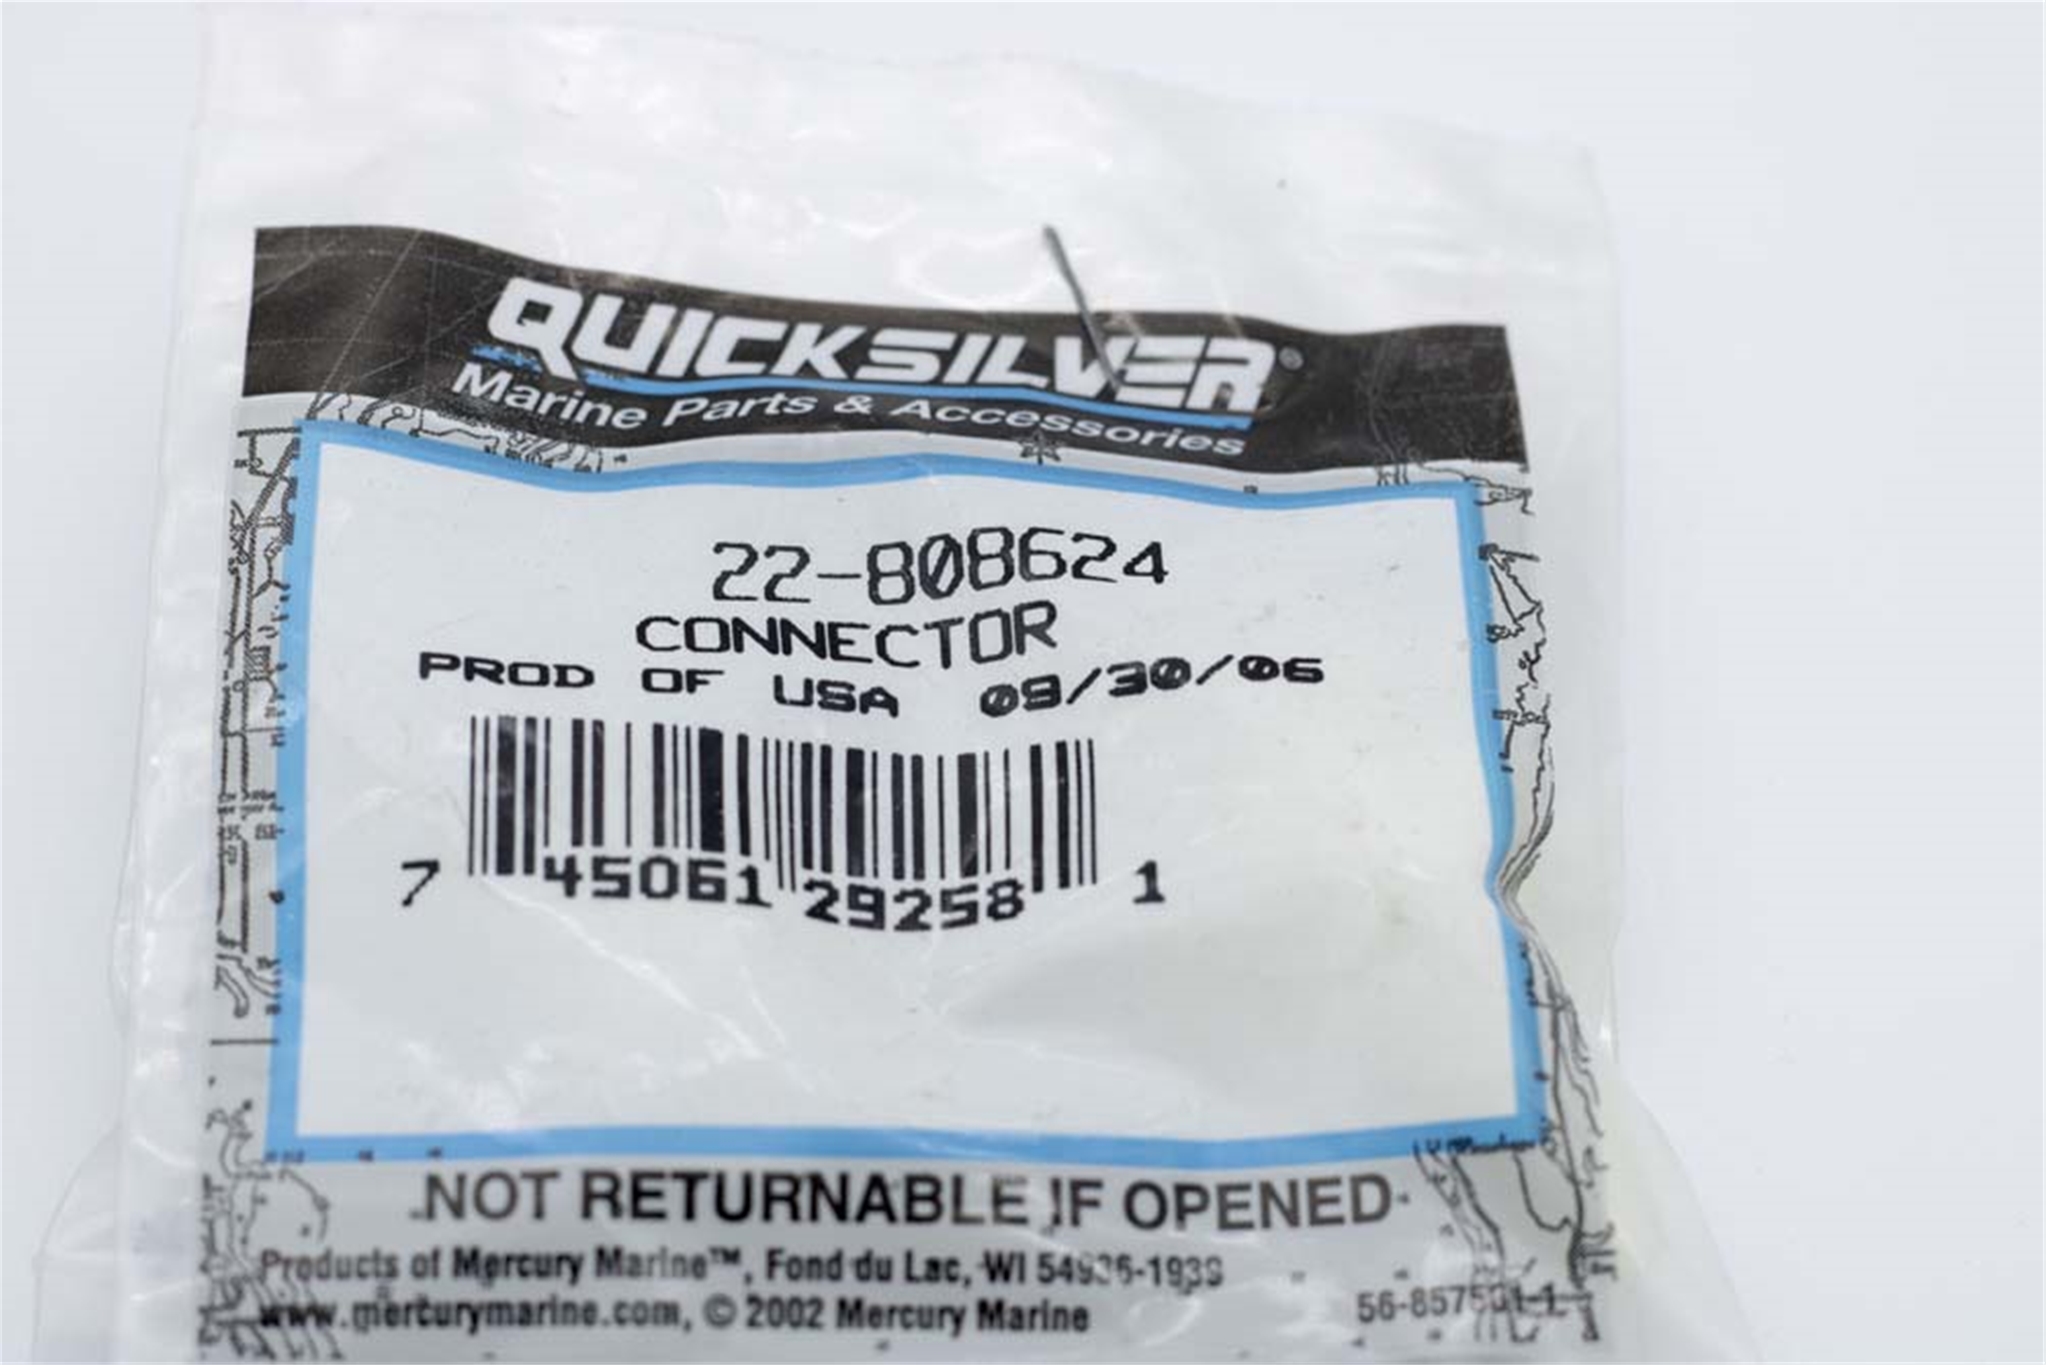 QUICKSILVER®
Marine Parts & Accessories
22-808624
CONNECTOR
PROD OF USA 09/30/06
7 45061 29258 1
NOT RETURNABLE IF OPENED
Products of Mercury Marine™, Fond du Lac, WI 54936-1939
www.mercurymarine.com, © 2002 Mercury Marine